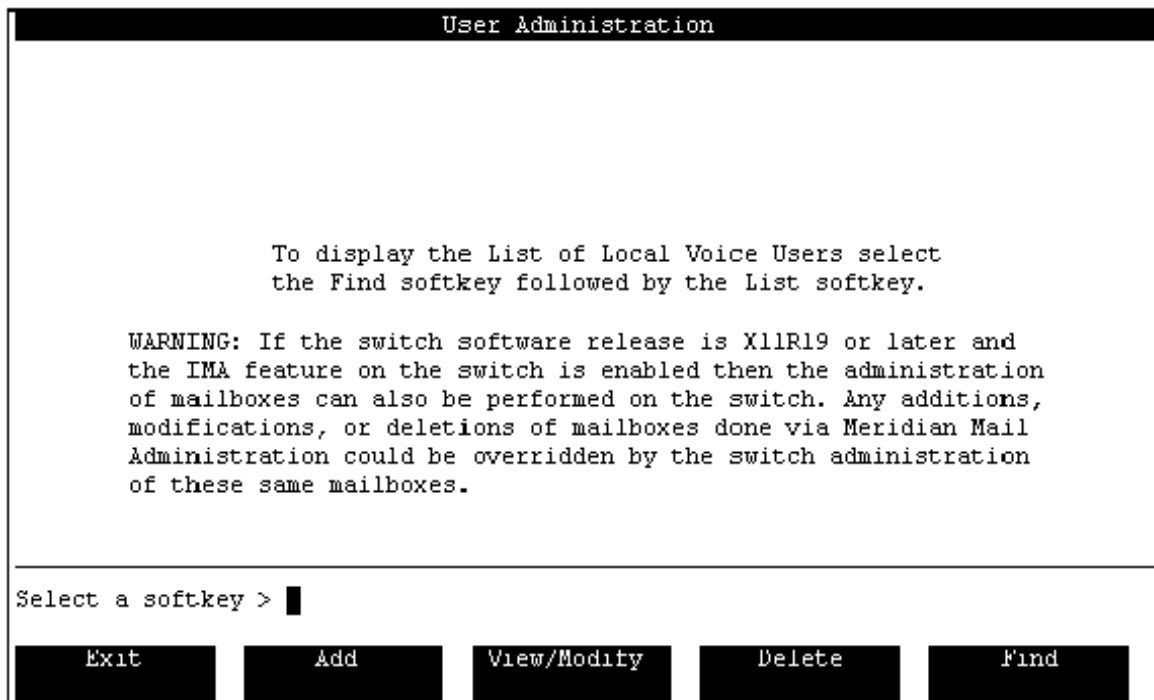 User Administration
To display the List of Local Voice Users select
the Find softkey followed by the List softkey.
WARNING: If the switch software release is X11R19 or later and
the IMA feature on the switch is enabled then the administration
of mailboxes can also be performed on the switch. Any additions,
modifications, or deletions of mailboxes done via Meridian Mail
Administration could be overridden by the switch administration
of these same mailboxes.
Select a softkey >
Exit Add View/Modify Delete Find